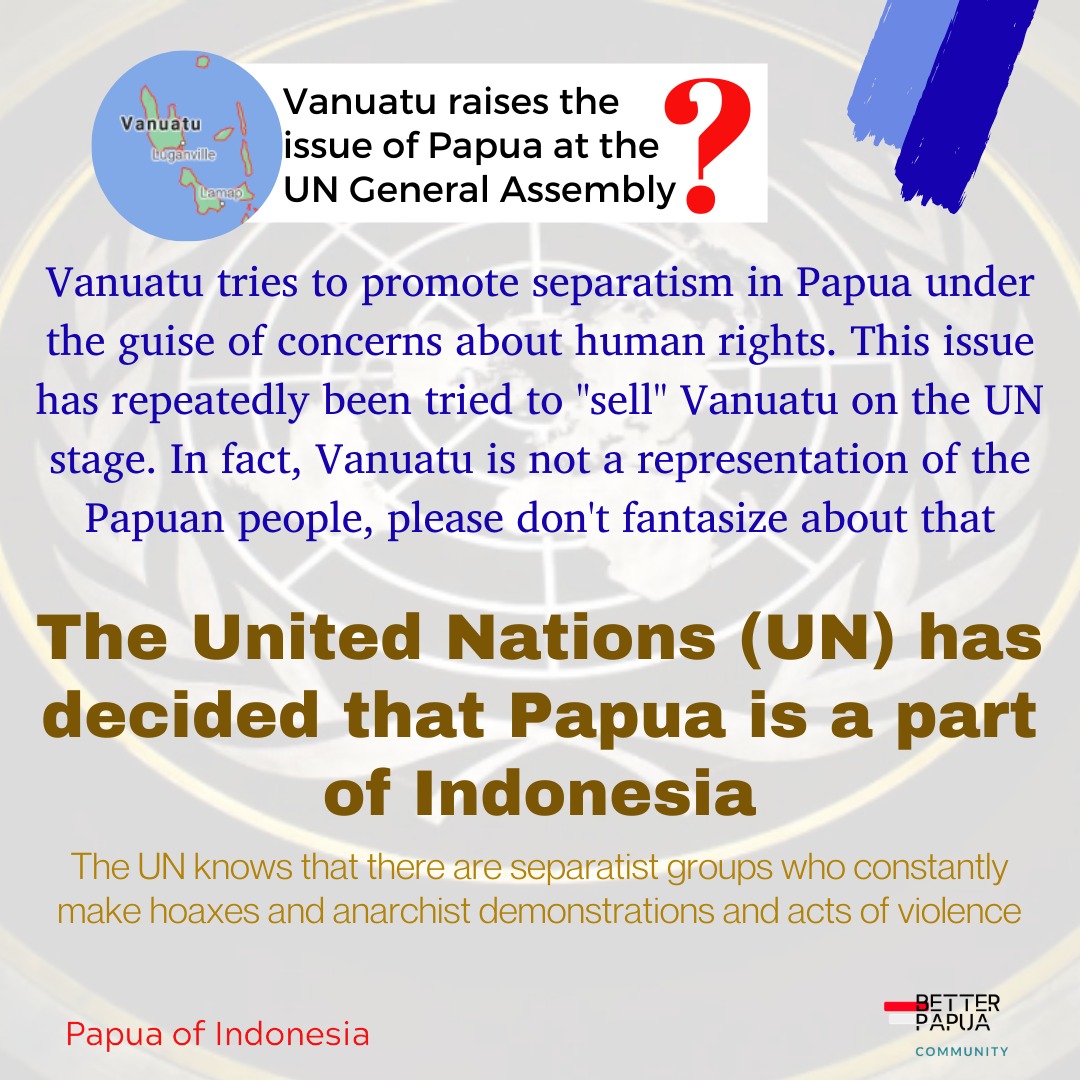 Vanuatu
Luganville
Lamap
Vanuatu raises the
issue of Papua at the
UN General Assembly
?
Vanuatu tries to promote separatism in Papua under
the guise of concerns about human rights. This issue
has repeatedly been tried to "sell" Vanuatu on the UN
stage. In fact, Vanuatu is not a representation of the
Papuan people, please don't fantasize about that
The United Nations (UN) has
decided that Papua is a part
of Indonesia
The UN knows that there are separatist groups who constantly
make hoaxes and anarchist demonstrations and acts of violence
Papua of Indonesia
BETTER
PAPUA
COMMUNITY